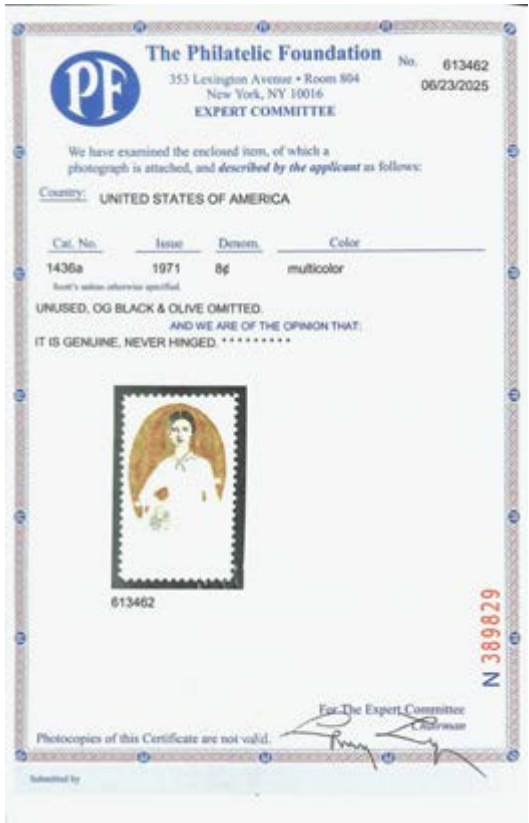 PF
The Philatelic Foundation
No. 613462
353 Lexington Avenue • Room 804
06/23/2025
New York, NY 10016
EXPERT COMMITTEE
We have examined the enclosed item, of which a
photograph is attached, and described by the applicant as follows:
Country: UNITED STATES OF AMERICA
Cat. No. Issue Denom. Color
1436a 1971 8¢ multicolor
Scott's unless otherwise specified.
UNUSED, OG BLACK & OLIVE OMITTED.
AND WE ARE OF THE OPINION THAT:
IT IS GENUINE, NEVER HINGED. * * * * * * * * *
613462
N 389829
For The Expert Committee
Chairman
Photocopies of this Certificate are not valid.
Submitted by